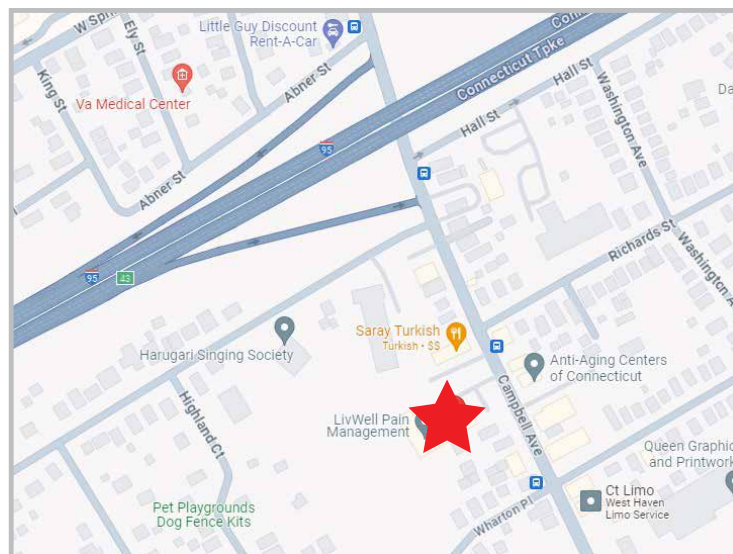 W Spri
Ely St
King St
Little Guy Discount
Rent-A-Car
Abner St
Va Medical Center
Abner St
Connecticut Tpke
Conn
95
Hall St
Hall St
Washington Ave
Da
95
43
Richards St
Washington Ave
Harugari Singing Society
Saray Turkish
Turkish • $$
Anti-Aging Centers
of Connecticut
Campbell Ave
LivWell Pain
Management
Highland Ct
Queen Graphic
and Printwork
Pet Playgrounds
Dog Fence Kits
Wharton Pl
Ct Limo
West Haven
Limo Service